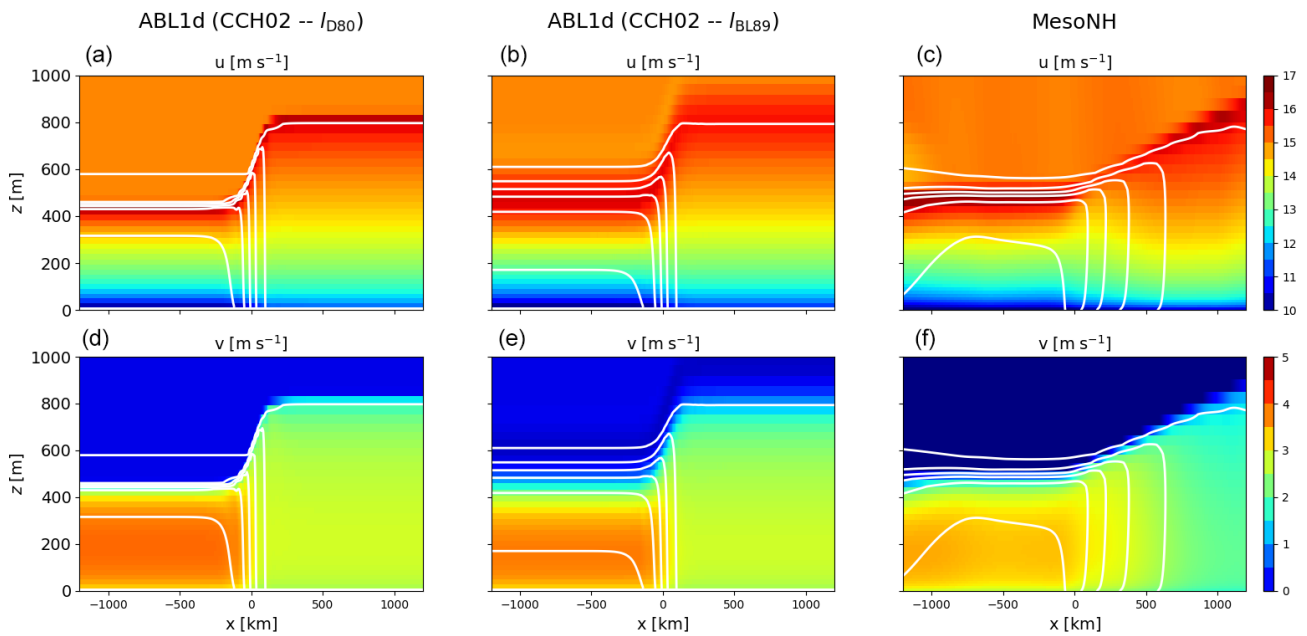 ABL1d (CCH02 -- l_D80) ABL1d (CCH02 -- l_BL89) MesoNH
(a) (b) (c)
u [m s⁻¹] u [m s⁻¹] u [m s⁻¹]
1000 17
800 16
600 15
z [m] 14
400 13
200 12
11
0 10
−1000 −500 0 500 1000 −1000 −500 0 500 1000 −1000 −500 0 500 1000
(d) (e) (f)
v [m s⁻¹] v [m s⁻¹] v [m s⁻¹]
1000 5
800 4
600 3
z [m]
400 2
200 1
0 0
x [km] x [km] x [km]